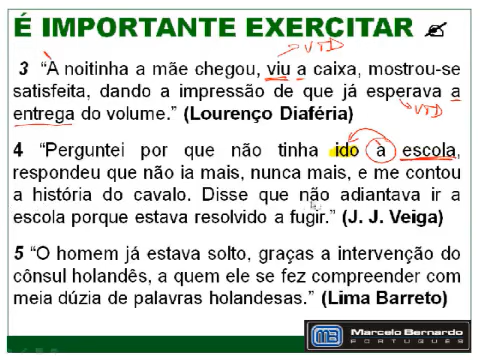 É IMPORTANTE EXERCITAR
VTD
3 “À noitinha a mãe chegou, viu a caixa, mostrou-se
satisfeita, dando a impressão de que já esperava a
entrega do volume.” (Lourenço Diaféria)
VTD
4 “Perguntei por que não tinha ido à escola,
respondeu que não ia mais, nunca mais, e me contou
a história do cavalo. Disse que não adiantava ir a
escola porque estava resolvido a fugir.” (J. J. Veiga)
5 “O homem já estava solto, graças a intervenção do
cônsul holandês, a quem ele se fez compreender com
meia dúzia de palavras holandesas.” (Lima Barreto)
MB
Marcelo Bernardo
PORTUGUÊS